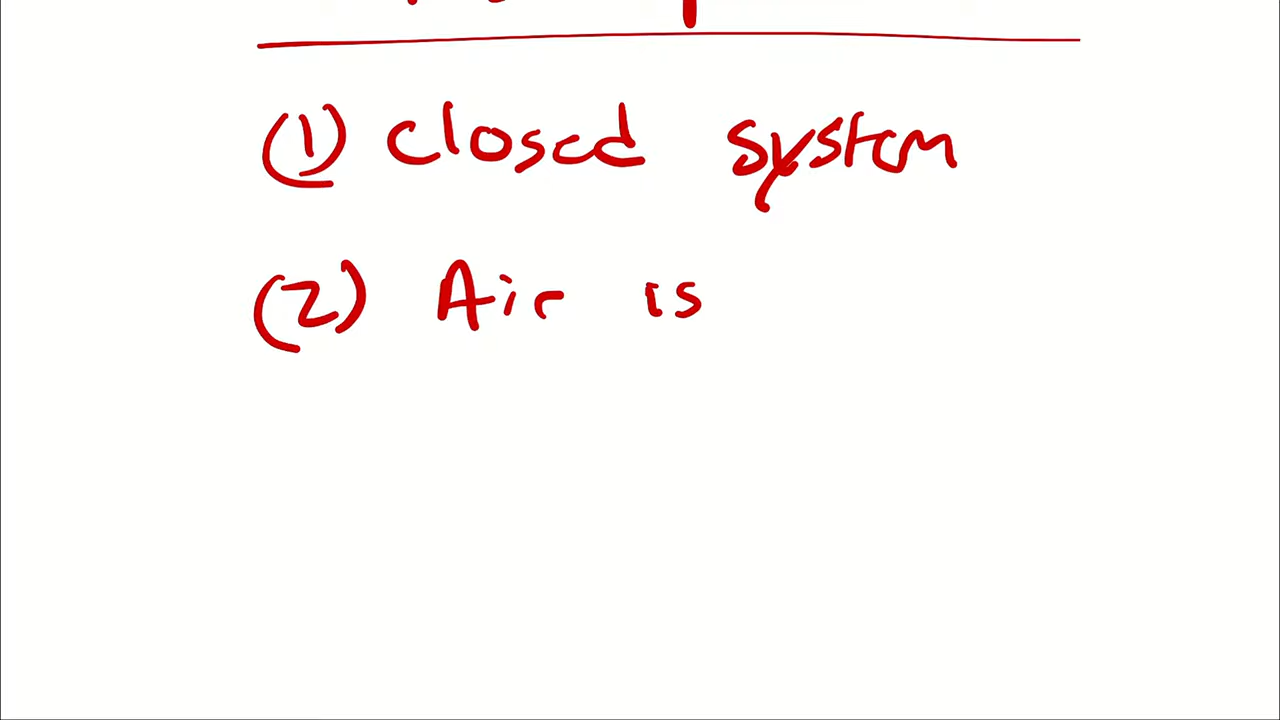 (1) closed system
(2) Air is